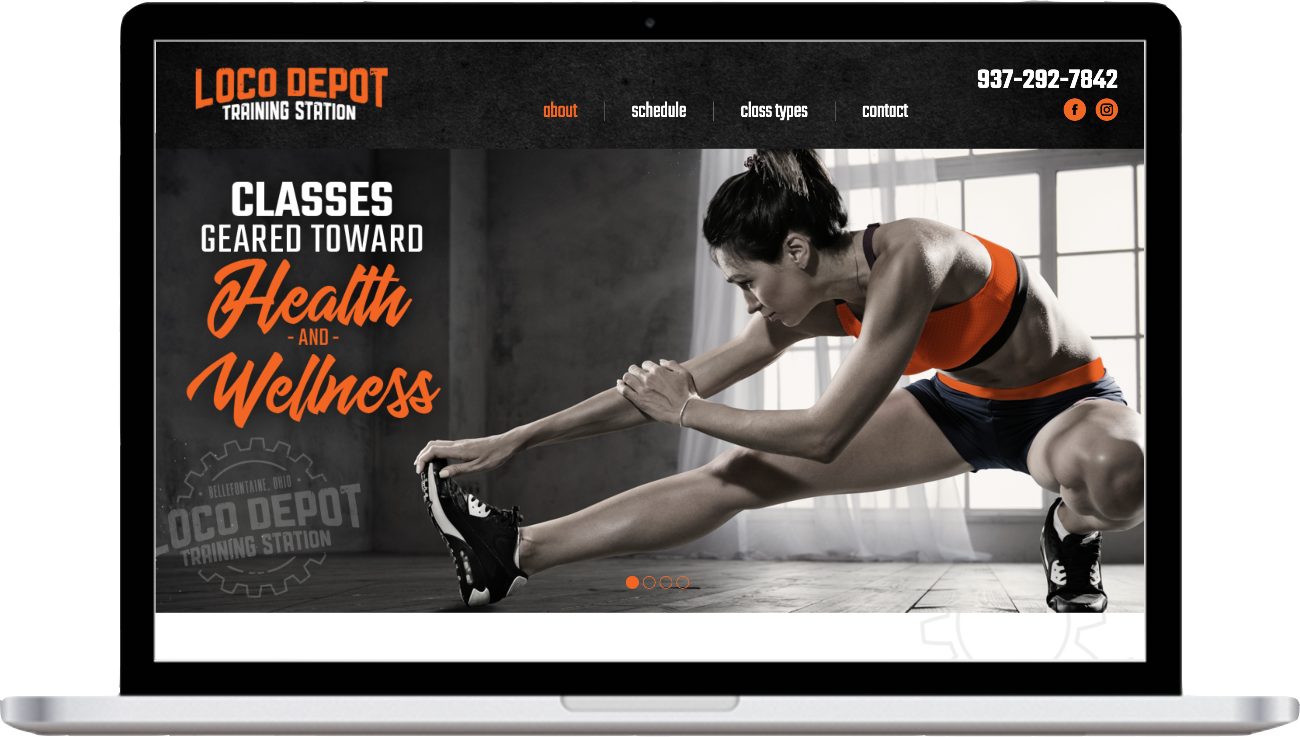 LOCO DEPOT
TRAINING STATION
937-292-7842
about
schedule
class types
contact
CLASSES
GEARED TOWARD
Health
- AND -
Wellness
BELLEFONTAINE, OHIO
LOCO DEPOT
TRAINING STATION